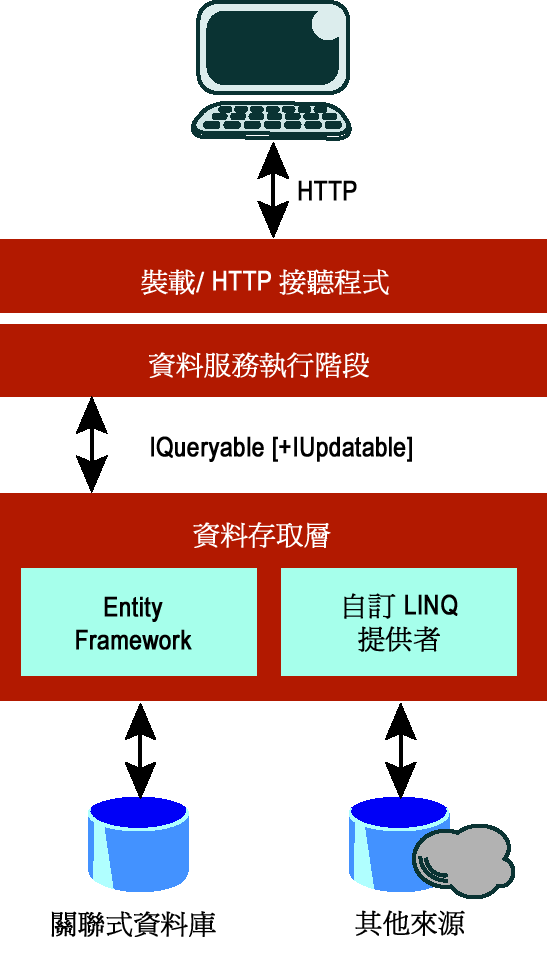 HTTP
裝載/ HTTP 接聽程式
資料服務執行階段
IQueryable [+IUpdatable]
資料存取層
Entity
Framework
自訂 LINQ
提供者
關聯式資料庫
其他來源